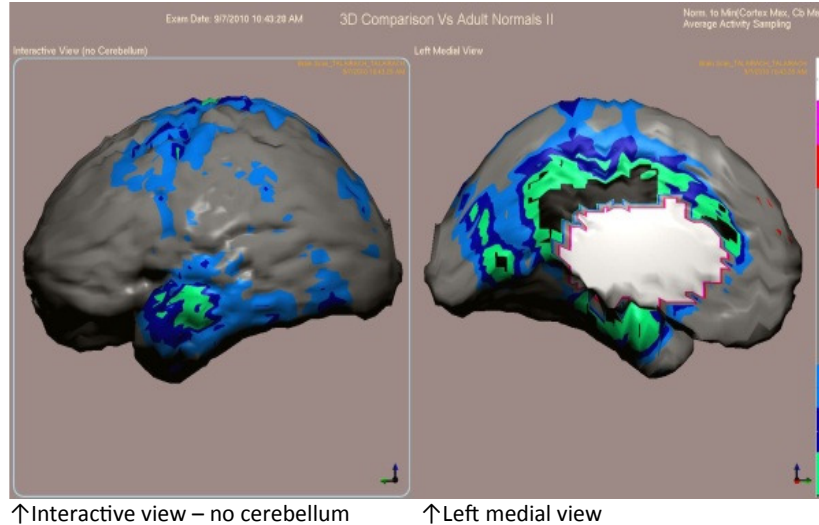 Exam Date: 9/7/2010 10:43:28 AM
3D Comparison Vs Adult Normals II
Norm. to Min(Cortex Max, Cb Me
Average Activity Sampling
Interactive View (no Cerebellum)
Left Medial View
↑Interactive view – no cerebellum
↑Left medial view